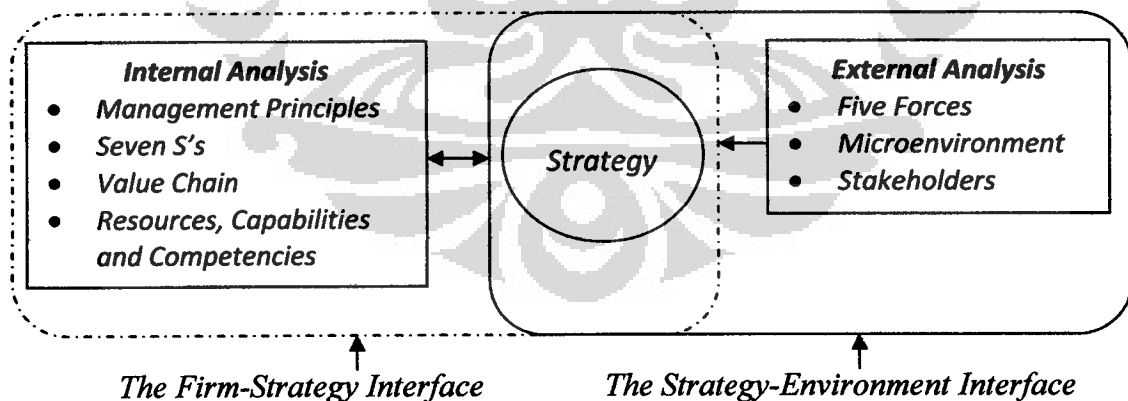 Internal Analysis
● Management Principles
● Seven S's
● Value Chain
● Resources, Capabilities
and Competencies
Strategy
External Analysis
● Five Forces
● Microenvironment
● Stakeholders
The Firm-Strategy Interface
The Strategy-Environment Interface